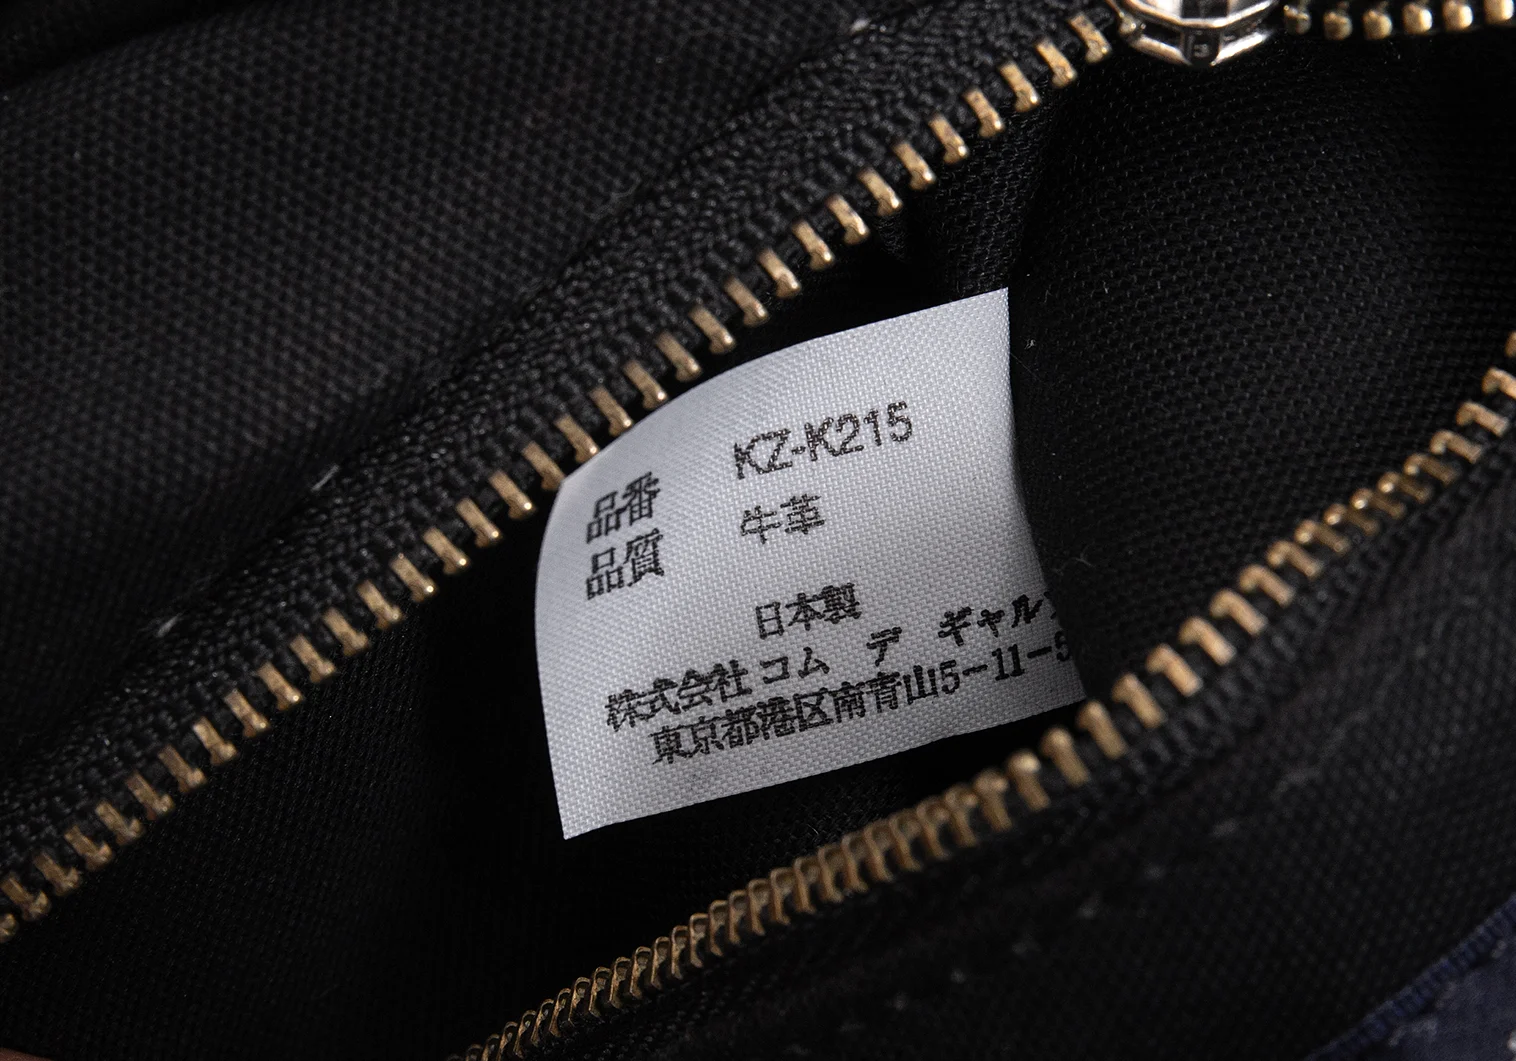 品番 KZ-K215
品質 牛革
日本製
株式会社 コム デ ギャルソ
東京都港区南青山5-11-5